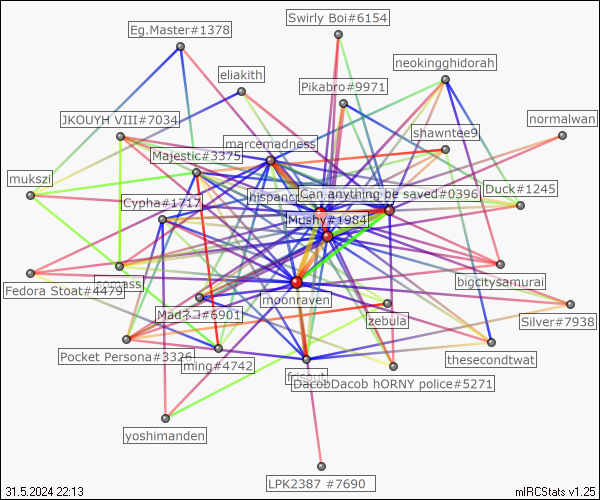 Swirly Boi#6154
Eg.Master#1378
neokingghidorah
eliakith
Pikabro#9971
JKOUYH VIII#7034
normalwan
shawntee9
marcemadness
Majestic#3375
mukszi
Can anything be saved#0396
Duck#1245
Cypha#1717
Mushy#1984
bigcitysamurai
Fedora Stoat#4479
moonraven
Madネコ#6901
zebula
Silver#7938
Pocket Persona#3326
thesecondtwat
ming#4742
DacobDacob hORNY police#5271
yoshimanden
LPK2387 #7690
31.5.2024 22:13
mIRCStats v1.25